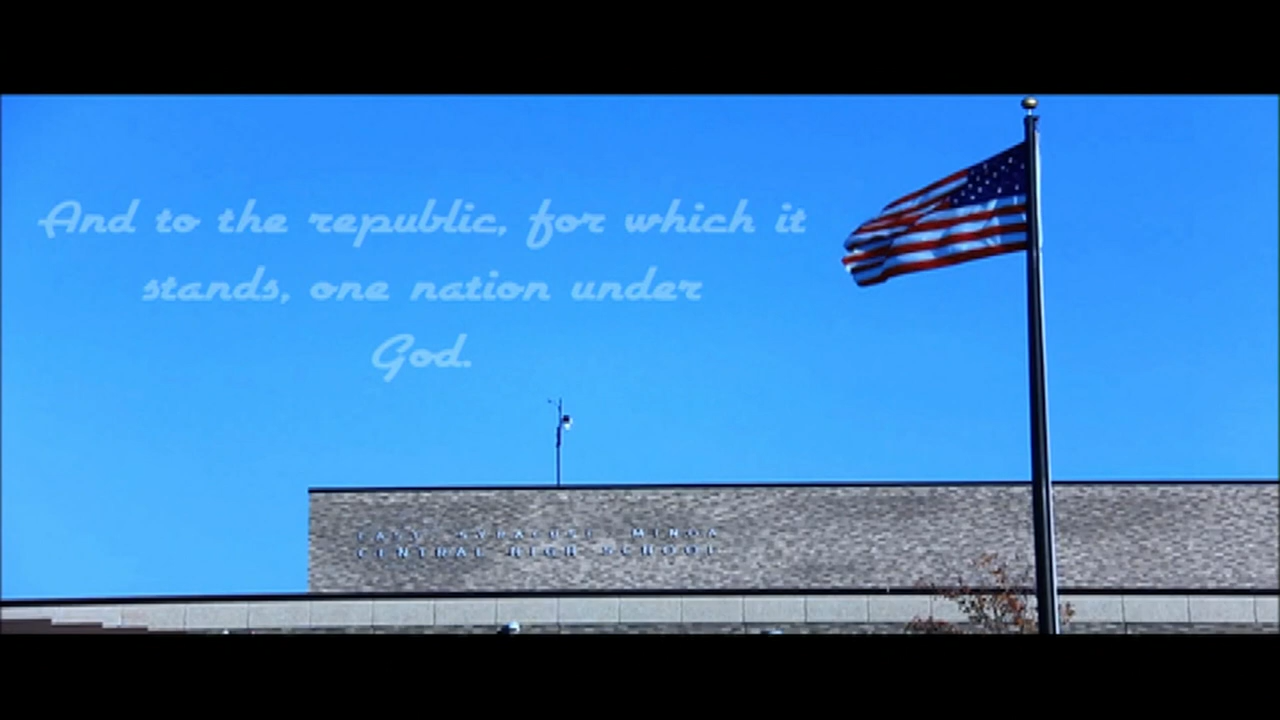 And to the republic, for which it
stands, one nation under
God.
EAST SYRACUSE MINOA
CENTRAL HIGH SCHOOL